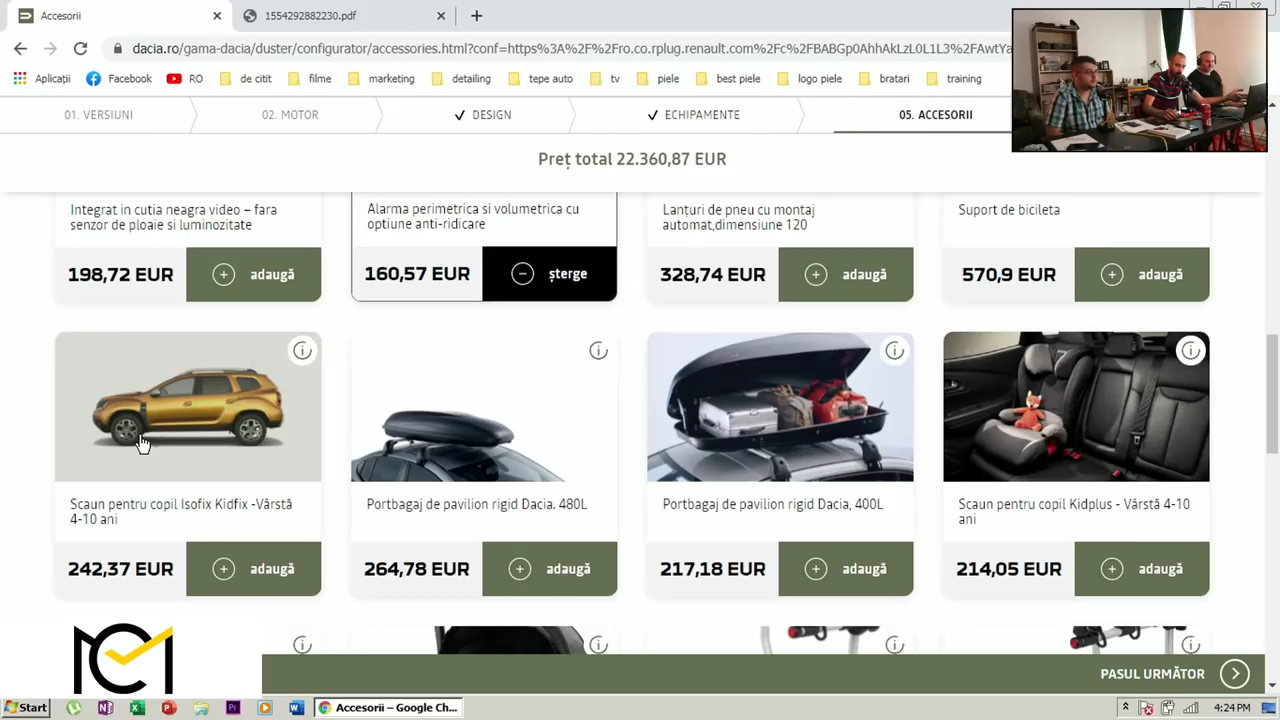 Accesorii
1554292882230.pdf
dacia.ro/gama-dacia/duster/configurator/accessories.html?conf=https%3A%2F%2Fro.co.rplug.renault.com%2Fc%2FBABGp0AhhAkLzL0L1L3%2FAwtYa
Aplicații
Facebook
RO
de citit
filme
marketing
detailing
tepe auto
tv
piele
best piele
logo piele
bratari
training
01. VERSIUNI
02. MOTOR
DESIGN
ECHIPAMENTE
05. ACCESORII
Preț total 22.360,87 EUR
Integrat in cutia neagra video – fara
senzor de ploaie si luminozitate
198,72 EUR
adaugă
Alarma perimetrica si volumetrica cu
optiune anti-ridicare
160,57 EUR
șterge
Lanțuri de pneu cu montaj
automat,dimensiune 120
328,74 EUR
adaugă
Suport de bicileta
570,9 EUR
adaugă
Scaun pentru copil Isofix Kidfix -Vârstă
4-10 ani
242,37 EUR
adaugă
Portbagaj de pavilion rigid Dacia. 480L
264,78 EUR
adaugă
Portbagaj de pavilion rigid Dacia, 400L
217,18 EUR
adaugă
Scaun pentru copil Kidplus - Vârstă 4-10
ani
214,05 EUR
adaugă
PASUL URMĂTOR
Start
Accesorii – Google Ch...
4:24 PM